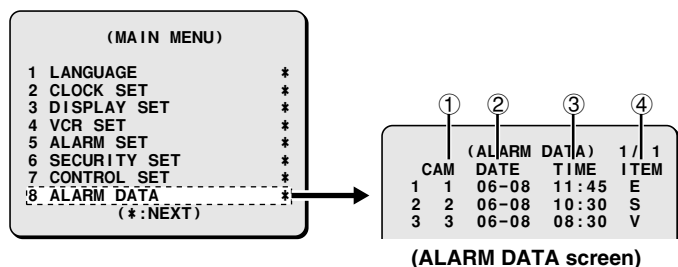 (MAIN MENU)
1 LANGUAGE *
2 CLOCK SET *
3 DISPLAY SET *
4 VCR SET *
5 ALARM SET *
6 SECURITY SET *
7 CONTROL SET *
8 ALARM DATA *
(*:NEXT)
① ② ③ ④
(ALARM DATA) 1/ 1
CAM DATE TIME ITEM
1 1 06-08 11:45 E
2 2 06-08 10:30 S
3 3 06-08 08:30 V
(ALARM DATA screen)